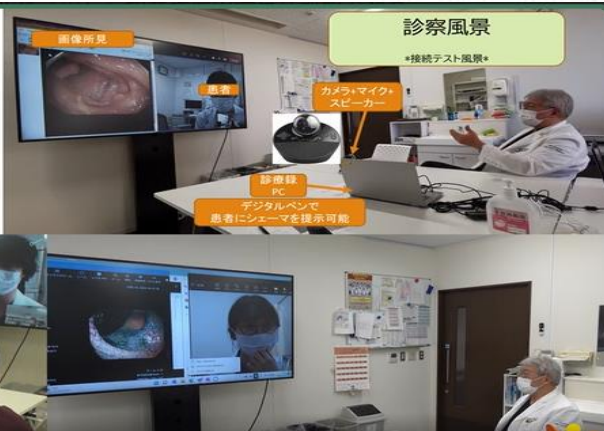 診察風景
*接続テスト風景*
画像所見
患者
カメラ+マイク+
スピーカー
診療録
PC
デジタルペンで
患者にシェーマを提示可能